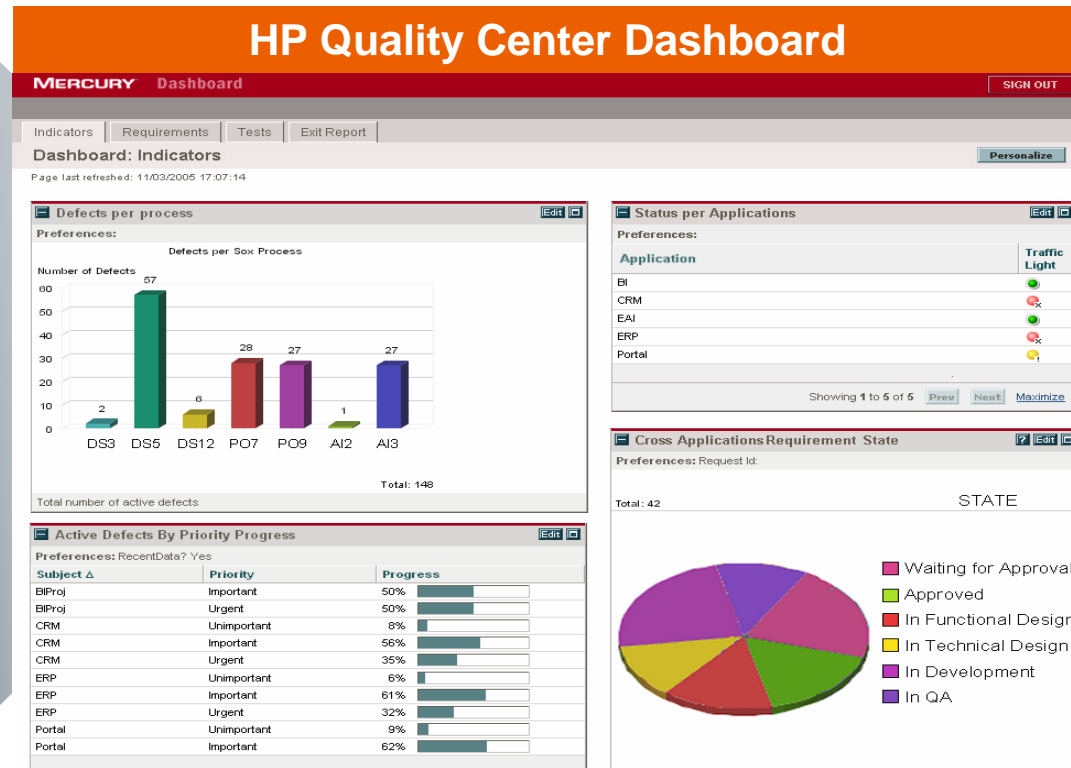 HP Quality Center Dashboard
MERCURY Dashboard
SIGN OUT
Indicators Requirements Tests Exit Report
Dashboard: Indicators
Personalize
Page last refreshed: 11/03/2005 17:07:14
Defects per process
Edit
Preferences:
Defects per Sox Process
Number of Defects
60
50
40
30
20
10
0
2
57
6
28
27
1
27
DS3 DS5 DS12 PO7 PO9 AI2 AI3
Total: 148
Total number of active defects
Active Defects By Priority Progress
Edit
Preferences: RecentData? Yes
Subject Δ Priority Progress
BIProj Important 50%
BIProj Urgent 50%
CRM Unimportant 8%
CRM Important 56%
CRM Urgent 35%
ERP Unimportant 6%
ERP Important 61%
ERP Urgent 32%
Portal Unimportant 9%
Portal Important 62%
Status per Applications
Edit
Preferences:
Application Traffic Light
BI
CRM
EAI
ERP
Portal
Showing 1 to 5 of 5 Prev Next Maximize
Cross Applications Requirement State
? Edit
Preferences: Request Id:
Total: 42
STATE
Waiting for Approval
Approved
In Functional Design
In Technical Design
In Development
In QA